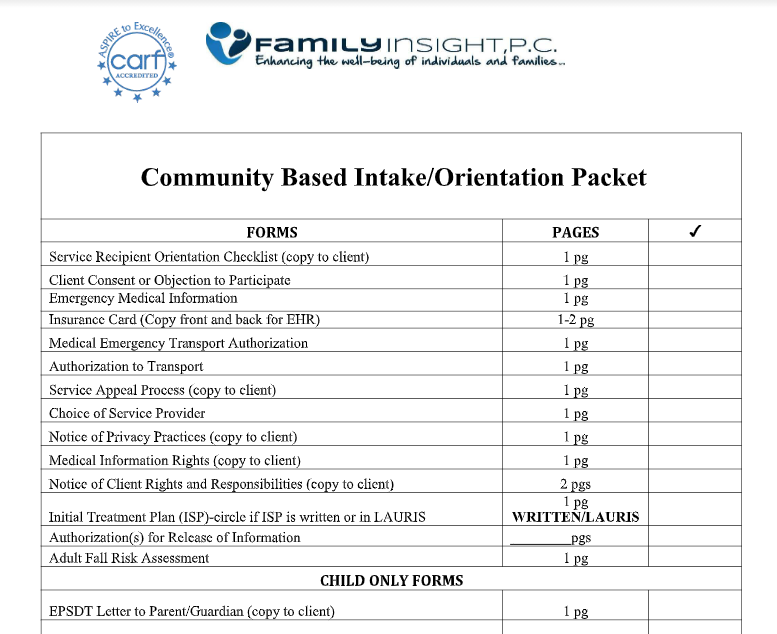 ASPIRE to Excellence®
carf
ACCREDITED
FAMILY INSIGHT, P.C.
Enhancing the well-being of individuals and families...
Community Based Intake/Orientation Packet
FORMS PAGES ✓
Service Recipient Orientation Checklist (copy to client) 1 pg
Client Consent or Objection to Participate 1 pg
Emergency Medical Information 1 pg
Insurance Card (Copy front and back for EHR) 1-2 pg
Medical Emergency Transport Authorization 1 pg
Authorization to Transport 1 pg
Service Appeal Process (copy to client) 1 pg
Choice of Service Provider 1 pg
Notice of Privacy Practices (copy to client) 1 pg
Medical Information Rights (copy to client) 1 pg
Notice of Client Rights and Responsibilities (copy to client) 2 pgs
1 pg
Initial Treatment Plan (ISP)-circle if ISP is written or in LAURIS WRITTEN/LAURIS
Authorization(s) for Release of Information ________pgs
Adult Fall Risk Assessment 1 pg
CHILD ONLY FORMS
EPSDT Letter to Parent/Guardian (copy to client) 1 pg